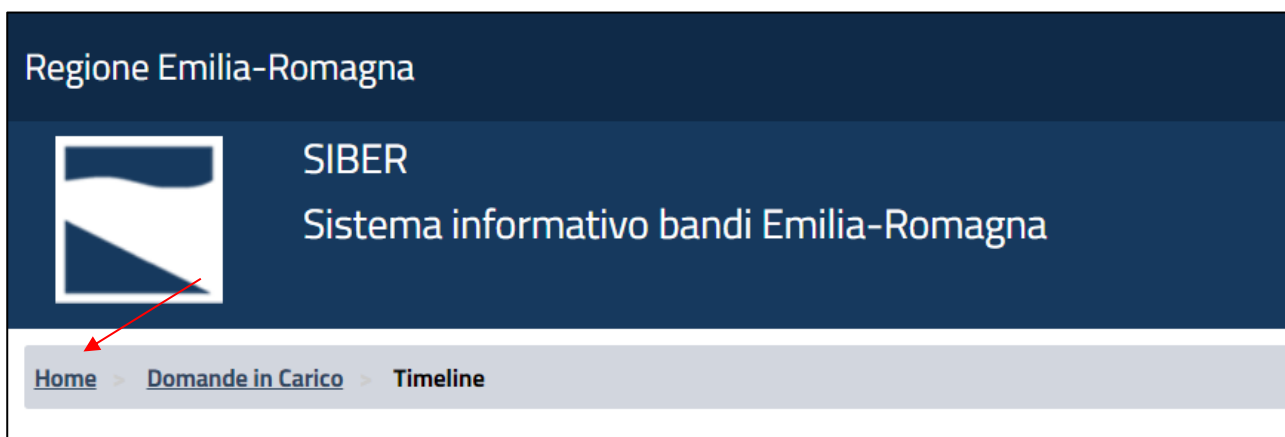 Regione Emilia-Romagna
SIBER
Sistema informativo bandi Emilia-Romagna
Home > Domande in Carico > Timeline